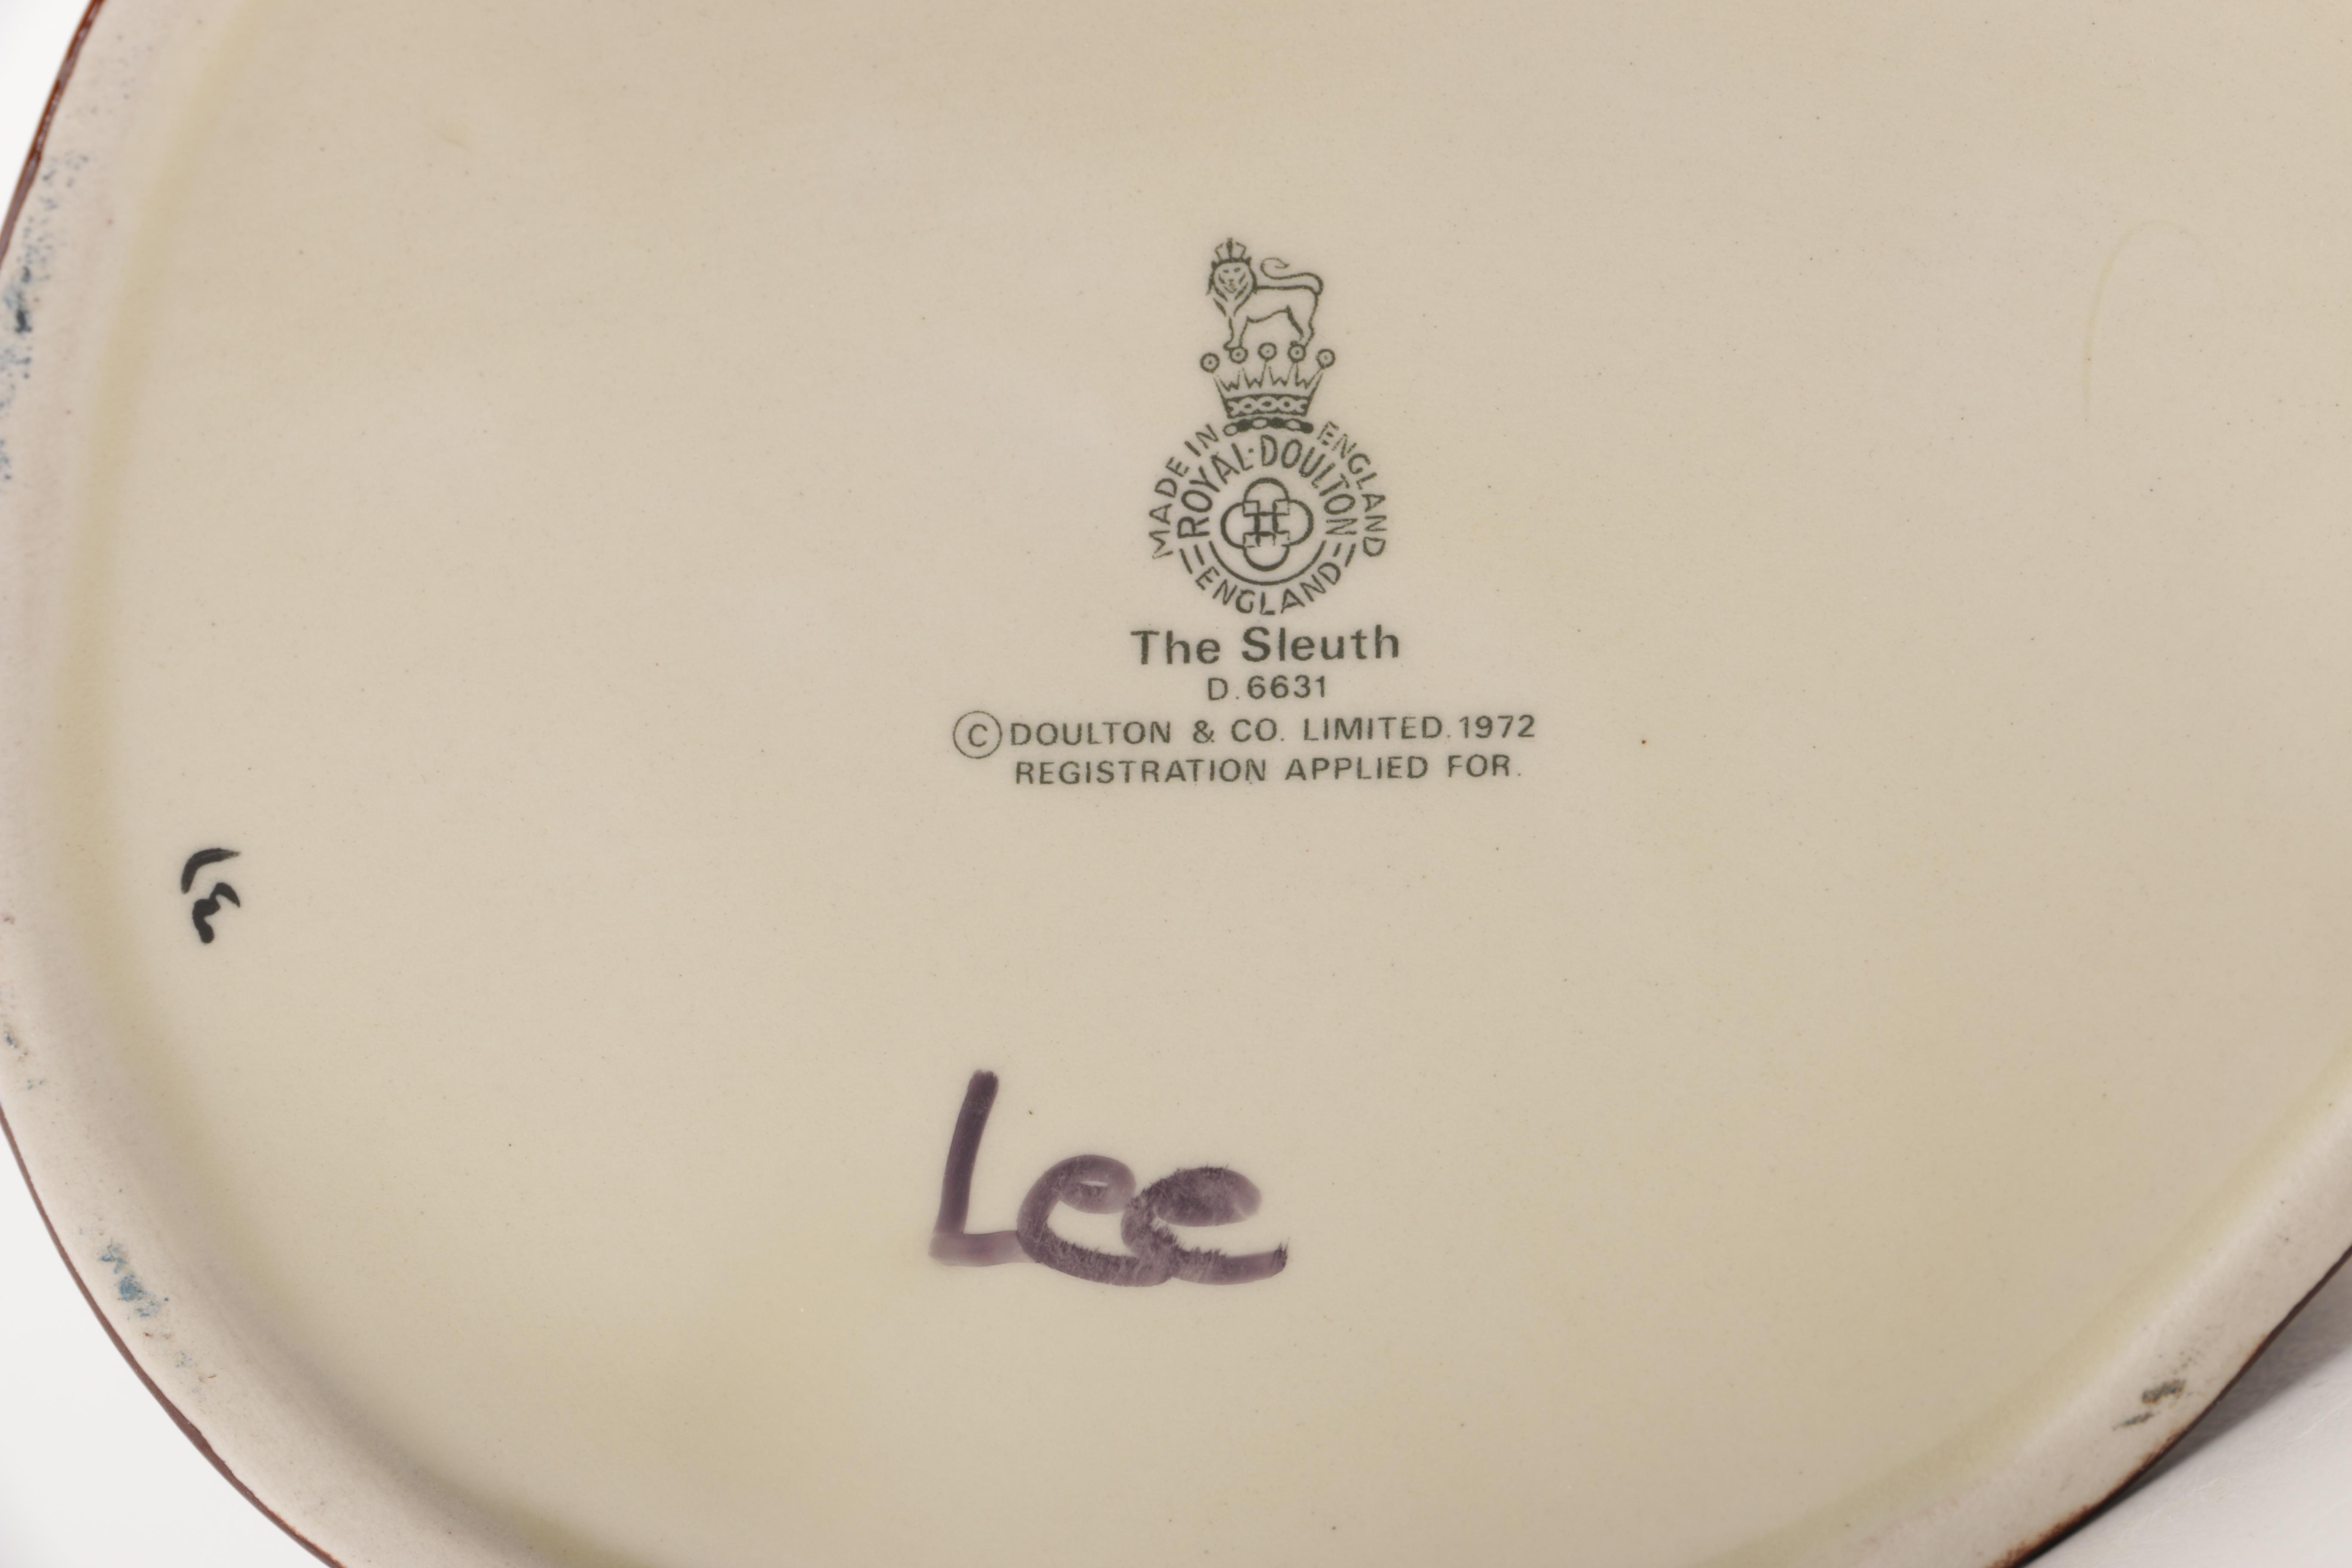 MADE IN ENGLAND
ROYAL·DOULTON
ENGLAND
The Sleuth
D.6631
© DOULTON & CO. LIMITED.1972
REGISTRATION APPLIED FOR.
Lee